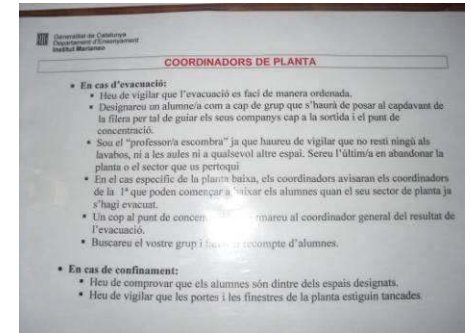 Generalitat de Catalunya
Departament d'Ensenyament
Institut Marianao
COORDINADORS DE PLANTA
• En cas d'evacuació:
• Heu de vigilar que l'evacuació es faci de manera ordenada.
• Designareu un alumne/a com a cap de grup que s'haurà de posar al capdavant de
la filera per tal de guiar els seus companys cap a la sortida i el punt de
concentració.
• Sou el "professor/a escombra" ja que haureu de vigilar que no resti ningú als
lavabos, ni a les aules ni a qualsevol altre espai. Sereu l'últim/a en abandonar la
planta o el sector que us pertoqui
• En el cas específic de la planta baixa, els coordinadors avisaran els coordinadors
de la 1ª que poden començar a baixar els alumnes quan el seu sector de planta ja
s'hagi evacuat.
• Un cop al punt de concen rmareu al coordinador general del resultat de
l'evacuació.
• Buscareu el vostre grup i recompte d'alumnes.
• En cas de confinament:
• Heu de comprovar que els alumnes són dintre dels espais designats.
• Heu de vigilar que les portes i les finestres de la planta estiguin tancades.